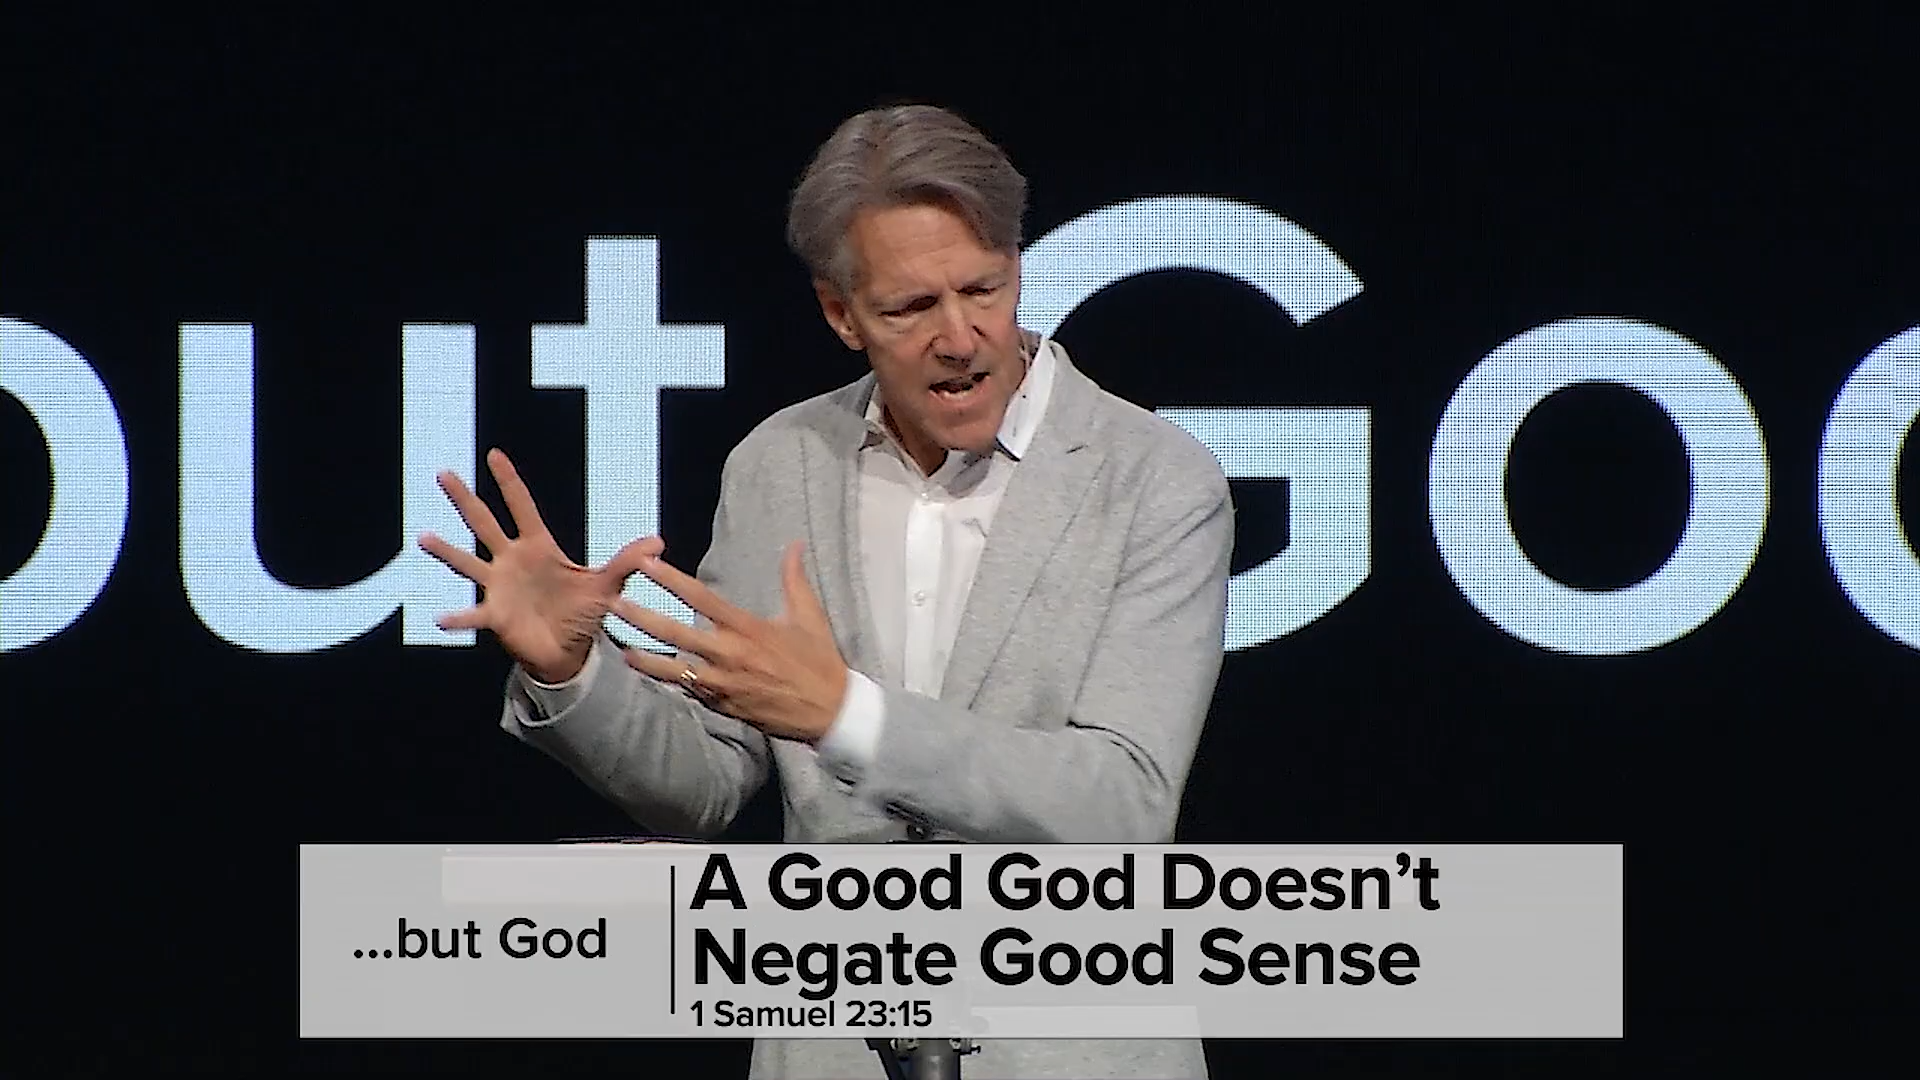 but God
...but God
A Good God Doesn’t
Negate Good Sense
1 Samuel 23:15